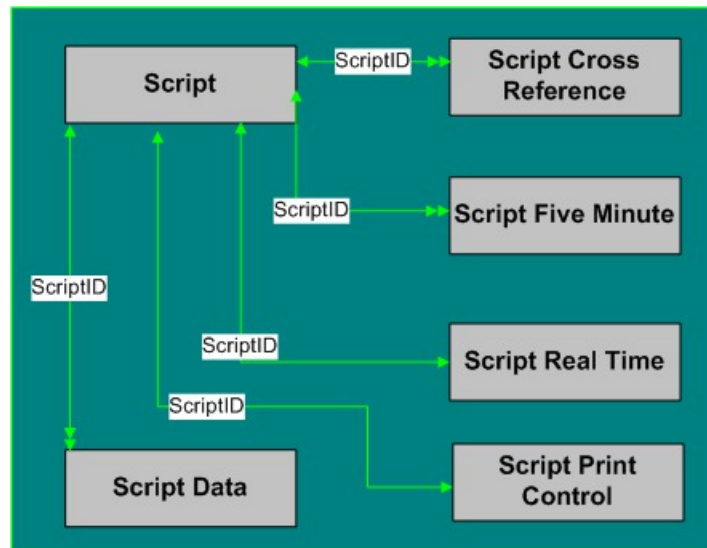 Script
ScriptID
Script Cross
Reference
ScriptID
Script Five Minute
ScriptID
ScriptID
Script Real Time
ScriptID
Script Data
Script Print
Control